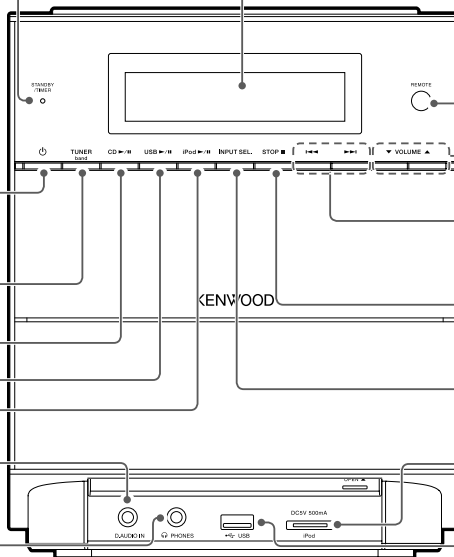 STANDBY
/TIMER
REMOTE
TUNER
band
CD ►/II
USB ►/II
iPod ►/II
INPUT SEL.
STOP ■
I◄◄
►►I
▼ VOLUME ▲
KENWOOD
OPEN ▲
D.AUDIO IN
PHONES
USB
DC5V 500mA
iPod